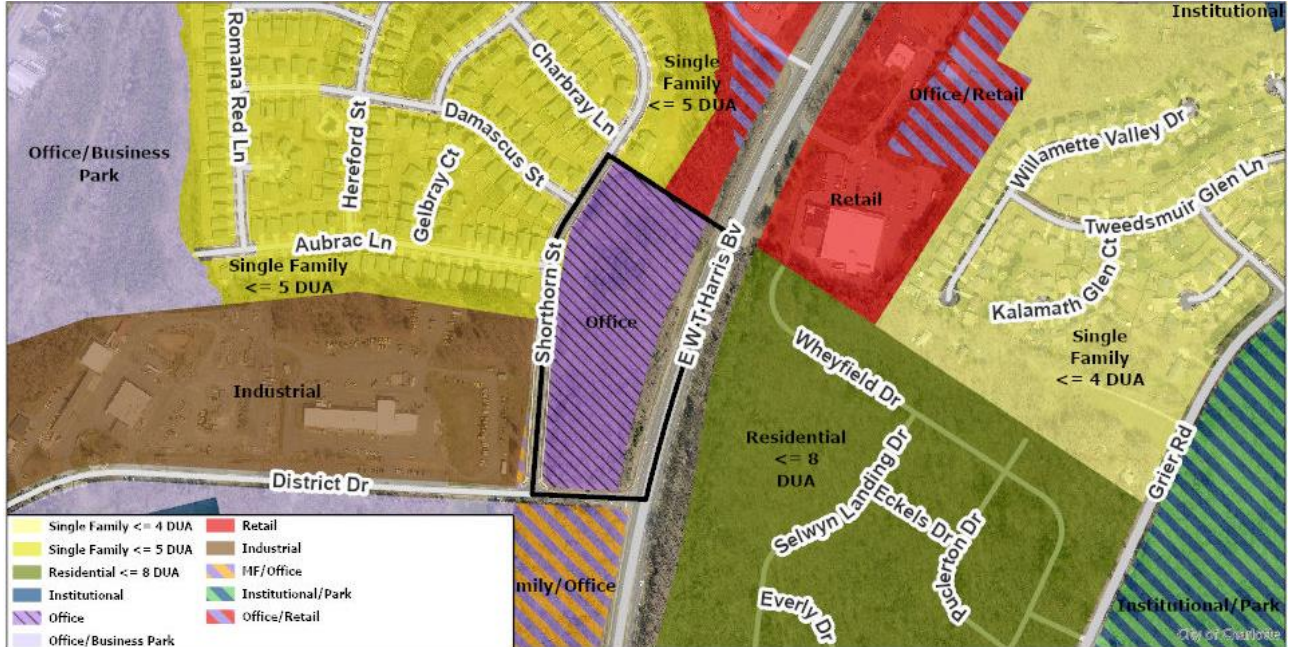 Institutional
Romana Red Ln
Hereford St
Charbray Ln
Single
Family
<= 5 DUA
Office/Retail
Damascus St
Gelbray Ct
Office/Business
Park
Willamette Valley Dr
Tweedsmuir Glen Ln
Retail
Aubrac Ln
Single Family
<= 5 DUA
Shorthorn St
Office
E W T Harris Bv
Kalamath Glen Ct
Single
Family
<= 4 DUA
Wheyfield Dr
Industrial
Residential
<= 8
DUA
Grier Rd
District Dr
Selwyn Landing Dr
Eckels Dr
Puclerton Dr
Everly Dr
mily/Office
Institutional/Park
City of Charlotte
Single Family <= 4 DUA
Single Family <= 5 DUA
Residential <= 8 DUA
Institutional
Office
Office/Business Park
Retail
Industrial
MF/Office
Institutional/Park
Office/Retail